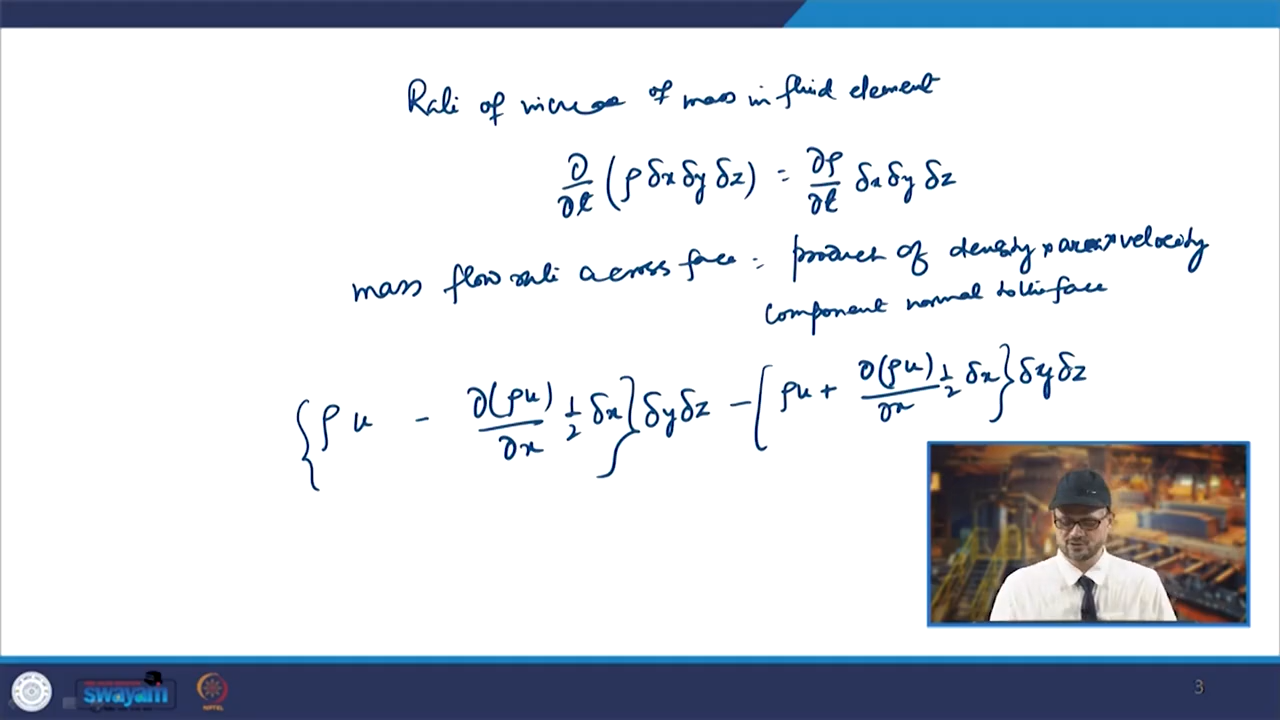 Rate of increase of mass in fluid element
∂/∂t (ρ δx δy δz) = ∂ρ/∂t δx δy δz
mass flow rate across face = product of density × area × velocity
component normal to the face
{ρu - ∂(ρu)/∂x 1/2 δx} δy δz - {ρu + ∂(ρu)/∂x 1/2 δx} δy δz
swayam
NPTEL
3